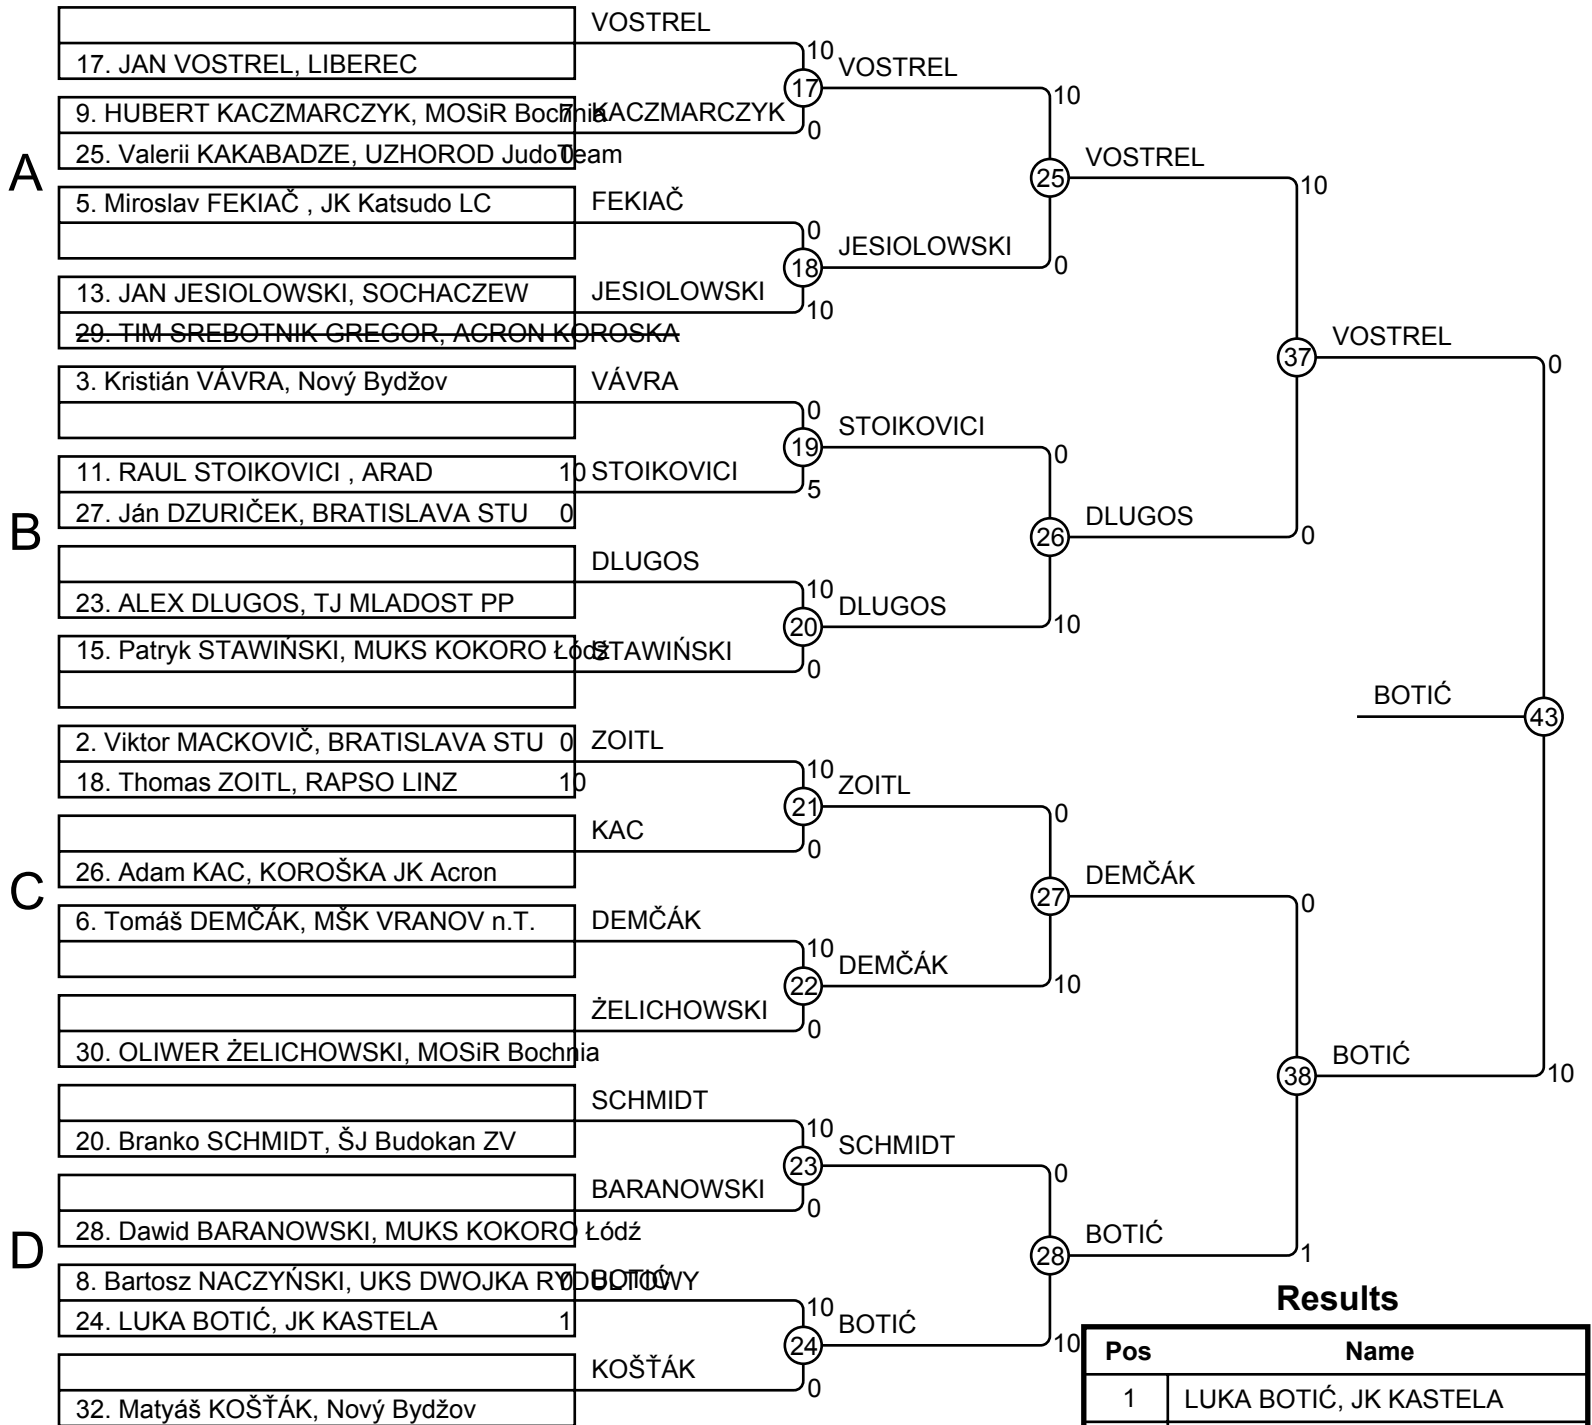 VOSTREL
17. JAN VOSTREL, LIBEREC
10
17
VOSTREL
9. HUBERT KACZMARCZYK, MOSiR Bochnia 7
KACZMARCZYK
0
25. Valerii KAKABADZE, UZHOROD JudoTeam 0
10
A
25
VOSTREL
5. Miroslav FEKIAČ , JK Katsudo LC
FEKIAČ
0
18
JESIOLOWSKI
0
13. JAN JESIOLOWSKI, SOCHACZEW
JESIOLOWSKI
10
29. TIM SREBOTNIK GREGOR, ACRON KOROSKA
10
37
VOSTREL
0
3. Kristián VÁVRA, Nový Bydžov
VÁVRA
0
19
STOIKOVICI
0
11. RAUL STOIKOVICI , ARAD 10
STOIKOVICI
5
27. Ján DZURIČEK, BRATISLAVA STU 0
B
26
DLUGOS
0
DLUGOS
23. ALEX DLUGOS, TJ MLADOST PP
10
20
DLUGOS
10
15. Patryk STAWIŃSKI, MUKS KOKORO Łódź
STAWIŃSKI
0
BOTIĆ
43
2. Viktor MACKOVIČ, BRATISLAVA STU 0
ZOITL
18. Thomas ZOITL, RAPSO LINZ 10
10
21
ZOITL
0
KAC
26. Adam KAC, KOROŠKA JK Acron
0
C
27
DEMČÁK
0
6. Tomáš DEMČÁK, MŠK VRANOV n.T.
DEMČÁK
10
22
DEMČÁK
10
ŻELICHOWSKI
30. OLIWER ŻELICHOWSKI, MOSiR Bochnia
0
38
BOTIĆ
10
SCHMIDT
20. Branko SCHMIDT, ŠJ Budokan ZV
10
23
SCHMIDT
0
BARANOWSKI
28. Dawid BARANOWSKI, MUKS KOKORO Łódź
0
D
28
BOTIĆ
1
8. Bartosz NACZYŃSKI, UKS DWOJKA RYDUŁTOWY 0
BOTIĆ
24. LUKA BOTIĆ, JK KASTELA 1
10
24
BOTIĆ
10
KOŠŤÁK
32. Matyáš KOŠŤÁK, Nový Bydžov
0
Results
Pos Name
1 LUKA BOTIĆ, JK KASTELA